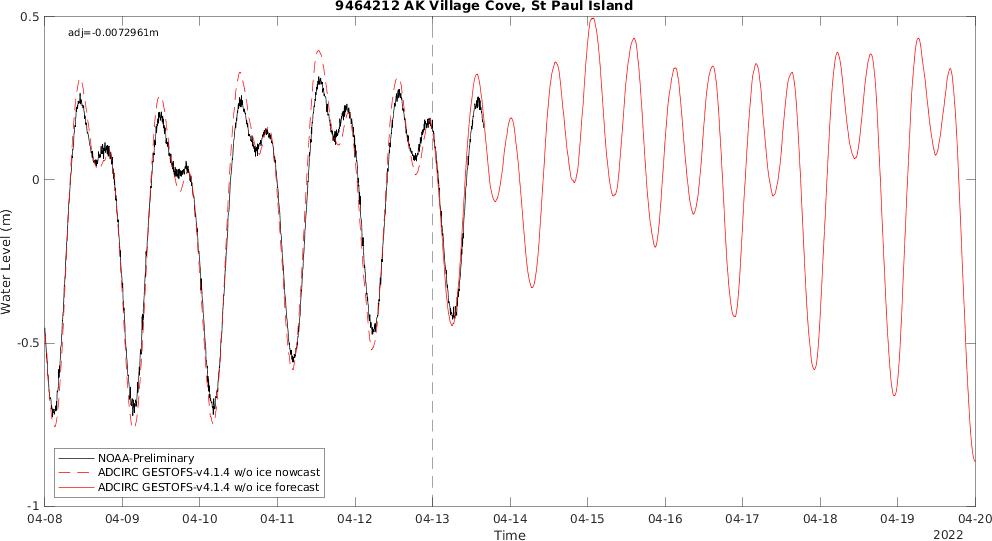 9464212 AK Village Cove, St Paul Island
adj=-0.0072961m
0.5
0
-0.5
-1
Water Level (m)
NOAA-Preliminary
ADCIRC GESTOFS-v4.1.4 w/o ice nowcast
ADCIRC GESTOFS-v4.1.4 w/o ice forecast
04-08 04-09 04-10 04-11 04-12 04-13 04-14 04-15 04-16 04-17 04-18 04-19 04-20
Time
2022